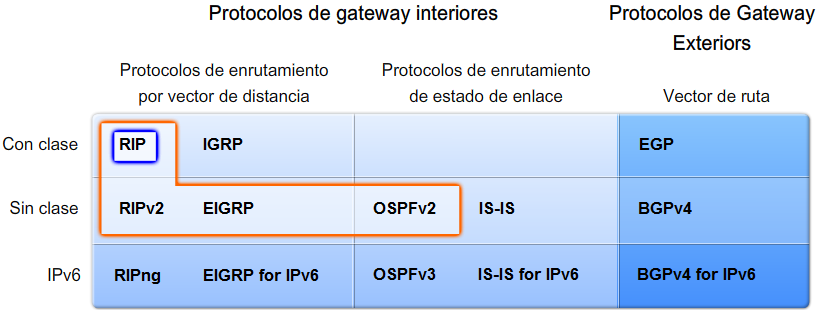 Protocolos de gateway interiores
Protocolos de Gateway
Exteriors
Protocolos de enrutamiento
por vector de distancia
Protocolos de enrutamiento
de estado de enlace
Vector de ruta
Con clase RIP IGRP EGP
Sin clase RIPv2 EIGRP OSPFv2 IS-IS BGPv4
IPv6 RIPng EIGRP for IPv6 OSPFv3 IS-IS for IPv6 BGPv4 for IPv6